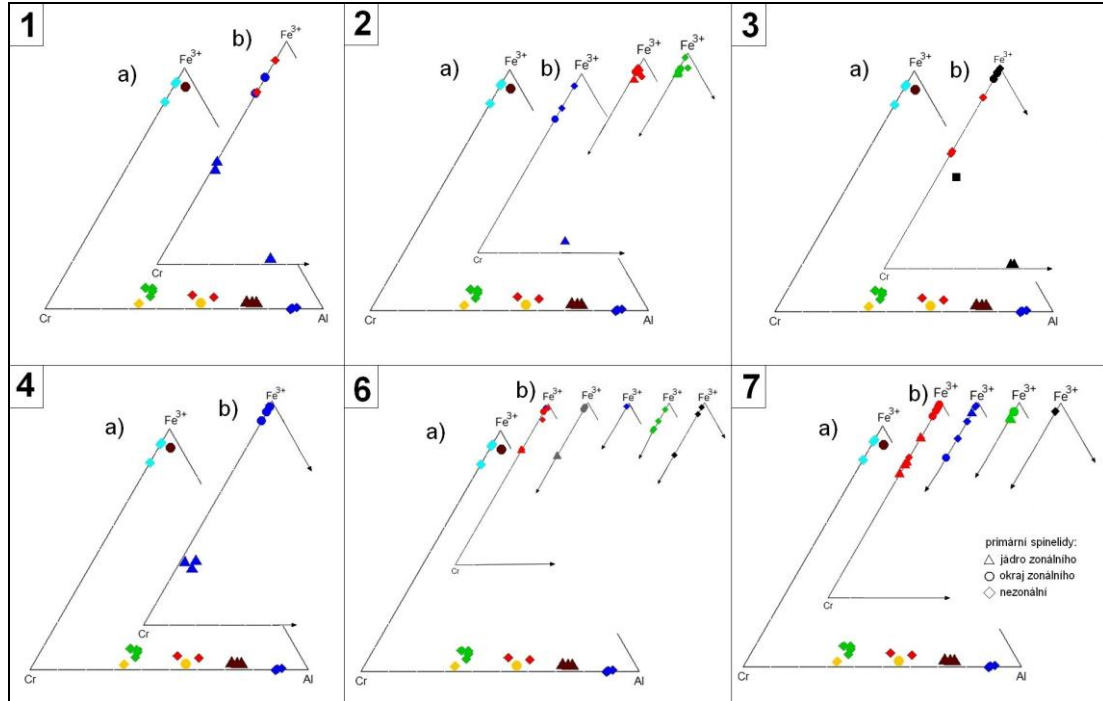 1
a)
Fe3+
b)
Fe3+
Cr
Cr
Al
2
a)
Fe3+
b)
Fe3+
Fe3+
Fe3+
Cr
Cr
Al
3
a)
Fe3+
b)
Fe3+
Cr
Cr
Al
4
a)
Fe3+
b)
Fe3+
Cr
Cr
Al
6
a)
Fe3+
b)
Fe3+
Fe3+
Fe3+
Fe3+
Fe3+
Cr
Cr
Al
7
a)
Fe3+
b)
Fe3+
Fe3+
Fe3+
Fe3+
Cr
primární spinelidy:
jádro zonálního
okraj zonálního
nezonální
Cr
Al